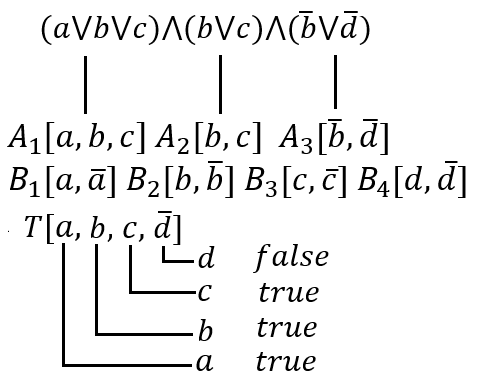 (a∨b∨c)∧(b∨c)∧(b̅∨d̅)
A₁[a, b, c] A₂[b, c] A₃[b̅, d̅]
B₁[a, a̅] B₂[b, b̅] B₃[c, c̅] B₄[d, d̅]
T[a, b, c, d̅]
d false
c true
b true
a true